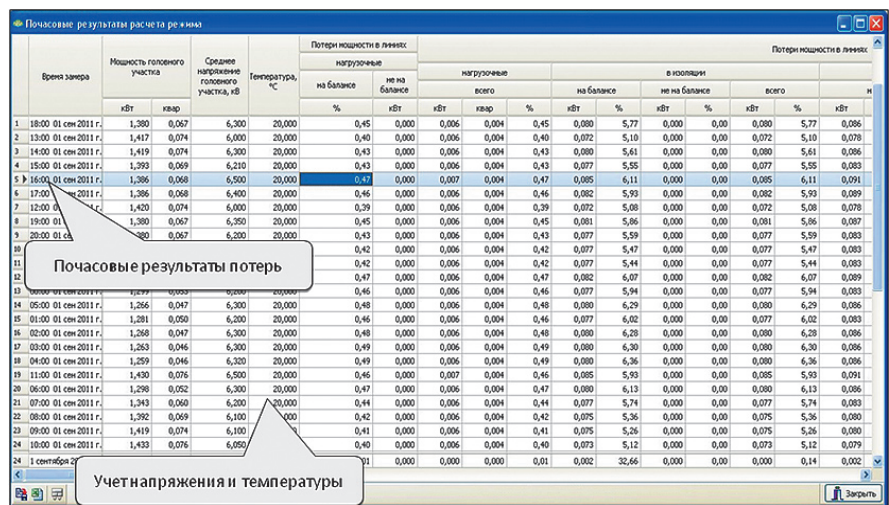 Почасовые результаты расчета режима
Потери мощности в линиях
Потери мощности в линиях
Время замера Мощность головного участка Среднее напряжение головного участка, кВ Температура, °C нагрузочные
на балансе не на балансе нагрузочные в изоляции
всего на балансе не на балансе всего н
кВт квар % кВт кВт квар % кВт % кВт % кВт % кВт
1 18:00 01 сен 2011 г. 1,380 0,067 6,300 20,000 0,45 0,000 0,006 0,004 0,45 0,080 5,77 0,000 0,00 0,080 5,77 0,086
2 13:00 01 сен 2011 г. 1,417 0,074 6,000 20,000 0,40 0,000 0,006 0,004 0,40 0,072 5,10 0,000 0,00 0,072 5,10 0,078
3 14:00 01 сен 2011 г. 1,419 0,074 6,300 20,000 0,43 0,000 0,006 0,004 0,43 0,080 5,61 0,000 0,00 0,080 5,61 0,086
4 15:00 01 сен 2011 г. 1,393 0,069 6,210 20,000 0,43 0,000 0,006 0,004 0,43 0,077 5,55 0,000 0,00 0,077 5,55 0,083
5 16:00 01 сен 2011 г. 1,386 0,068 6,500 20,000 0,47 0,000 0,007 0,004 0,47 0,085 6,11 0,000 0,00 0,085 6,11 0,091
6 17:00 01 сен 2011 г. 1,386 0,068 6,400 20,000 0,46 0,000 0,006 0,004 0,46 0,082 5,93 0,000 0,00 0,082 5,93 0,089
7 12:00 01 сен 2011 г. 1,420 0,074 6,000 20,000 0,39 0,000 0,006 0,004 0,39 0,072 5,08 0,000 0,00 0,072 5,08 0,078
8 19:00 01 1,380 0,067 6,350 20,000 0,45 0,000 0,006 0,004 0,45 0,081 5,86 0,000 0,00 0,081 5,86 0,087
9 20:00 01 се 380 0,067 6,200 20,000 0,43 0,000 0,006 0,004 0,43 0,077 5,59 0,000 0,00 0,077 5,59 0,083
10 0,42 0,000 0,006 0,004 0,42 0,077 5,47 0,000 0,00 0,077 5,47 0,083
11 0,42 0,000 0,006 0,004 0,42 0,077 5,44 0,000 0,00 0,077 5,44 0,083
Почасовые результаты потерь
12 0,47 0,000 0,006 0,004 0,47 0,082 6,07 0,000 0,00 0,082 6,07 0,089
13 00:00 01 сен 2011 г. 1,299 0,053 6,200 20,000 0,46 0,000 0,006 0,004 0,46 0,077 5,94 0,000 0,00 0,077 5,94 0,083
14 05:00 01 сен 2011 г. 1,266 0,047 6,300 20,000 0,48 0,000 0,006 0,004 0,48 0,080 6,29 0,000 0,00 0,080 6,29 0,086
15 01:00 01 сен 2011 г. 1,281 0,050 6,200 20,000 0,46 0,000 0,006 0,004 0,46 0,077 6,02 0,000 0,00 0,077 6,02 0,083
16 02:00 01 сен 2011 г. 1,268 0,047 6,300 20,000 0,48 0,000 0,006 0,004 0,48 0,080 6,28 0,000 0,00 0,080 6,28 0,086
17 03:00 01 сен 2011 г. 1,263 0,046 6,300 20,000 0,49 0,000 0,006 0,004 0,49 0,080 6,30 0,000 0,00 0,080 6,30 0,086
18 04:00 01 сен 2011 г. 1,259 0,046 6,320 20,000 0,49 0,000 0,006 0,004 0,49 0,080 6,36 0,000 0,00 0,080 6,36 0,086
19 11:00 01 сен 2011 г. 1,430 0,076 6,500 20,000 0,46 0,000 0,007 0,004 0,46 0,085 5,93 0,000 0,00 0,085 5,93 0,091
20 06:00 01 сен 2011 г. 1,298 0,052 6,300 20,000 0,47 0,000 0,006 0,004 0,47 0,080 6,13 0,000 0,00 0,080 6,13 0,086
21 07:00 01 сен 2011 г. 1,343 0,060 6,200 20,000 0,44 0,000 0,006 0,004 0,44 0,077 5,74 0,000 0,00 0,077 5,74 0,083
22 08:00 01 сен 2011 г. 1,392 0,069 6,100 ,000 0,42 0,000 0,006 0,004 0,42 0,075 5,36 0,000 0,00 0,075 5,36 0,080
23 09:00 01 сен 2011 г. 1,419 0,074 6,100 0,41 0,000 0,006 0,004 0,41 0,075 5,26 0,000 0,00 0,075 5,26 0,080
24 10:00 01 сен 2011 г. 1,433 0,076 6,050 0,40 0,000 0,006 0,004 0,40 0,073 5,12 0,000 0,00 0,073 5,12 0,079
24 1 сентября 2 01 0,000 0,000 0,000 0,01 0,002 32,66 0,000 0,00 0,000 0,14 0,002
Учет напряжения и температуры
Закрыть